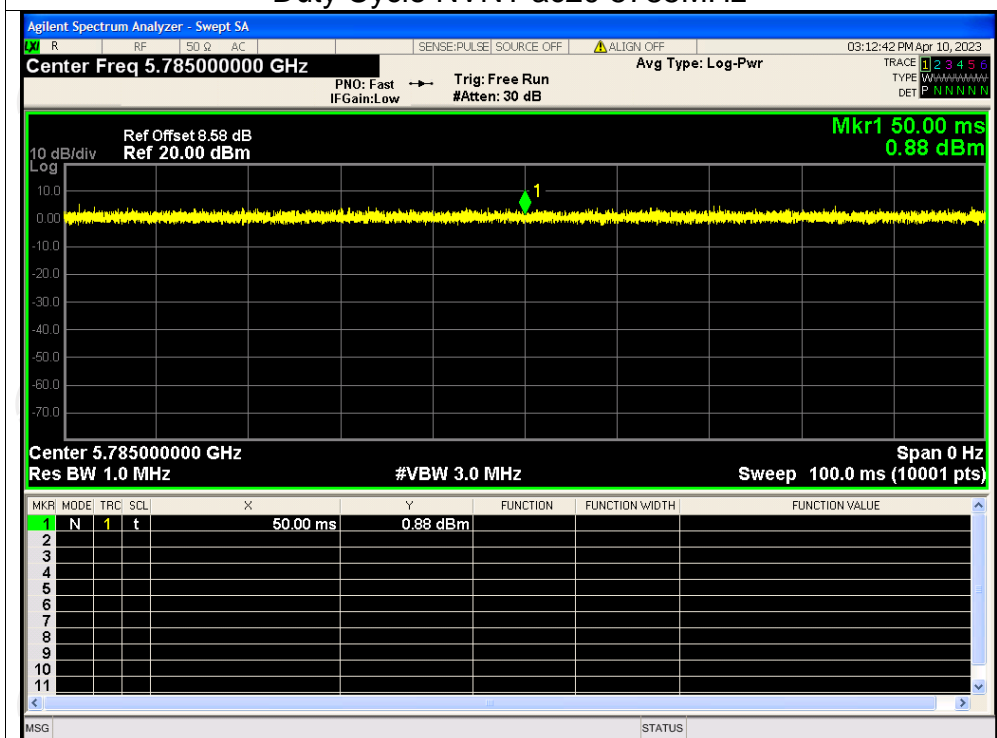 Duty Cycle NVNT ac20 5785MHz
Agilent Spectrum Analyzer - Swept SA
LXI R RF 50 Ω AC SENSE:PULSE SOURCE OFF ALIGN OFF 03:12:42 PM Apr 10, 2023
Center Freq 5.785000000 GHz Avg Type: Log-Pwr TRACE 1 2 3 4 5 6
PNO: Fast Trig: Free Run TYPE WWWWWW
IFGain:Low #Atten: 30 dB DET P N N N N N
Mkr1 50.00 ms
Ref Offset 8.58 dB
10 dB/div Ref 20.00 dBm 0.88 dBm
Log
10.0
1
0.00
-10.0
-20.0
-30.0
-40.0
-50.0
-60.0
-70.0
Center 5.785000000 GHz Span 0 Hz
Res BW 1.0 MHz #VBW 3.0 MHz Sweep 100.0 ms (10001 pts)
MKR MODE TRC SCL X Y FUNCTION FUNCTION WIDTH FUNCTION VALUE
1 N 1 t 50.00 ms 0.88 dBm
2
3
4
5
6
7
8
9
10
11
MSG STATUS